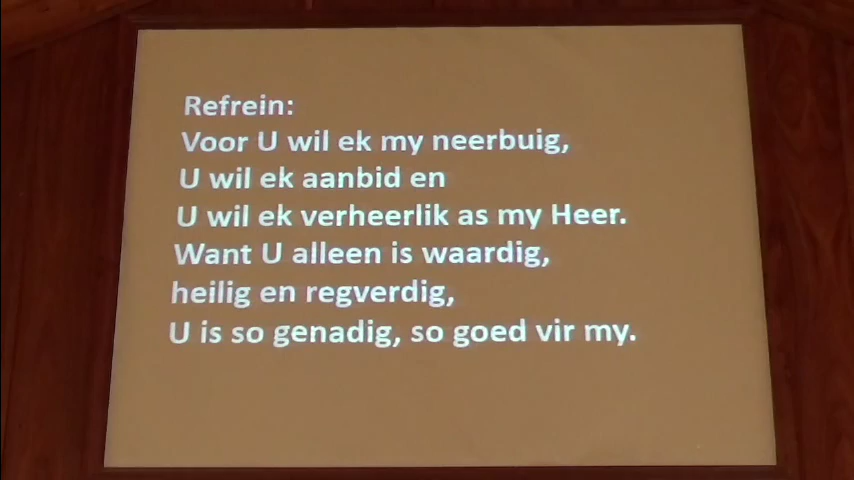 Refrein:
Voor U wil ek my neerbuig,
U wil ek aanbid en
U wil ek verheerlik as my Heer.
Want U alleen is waardig,
heilig en regverdig,
U is so genadig, so goed vir my.